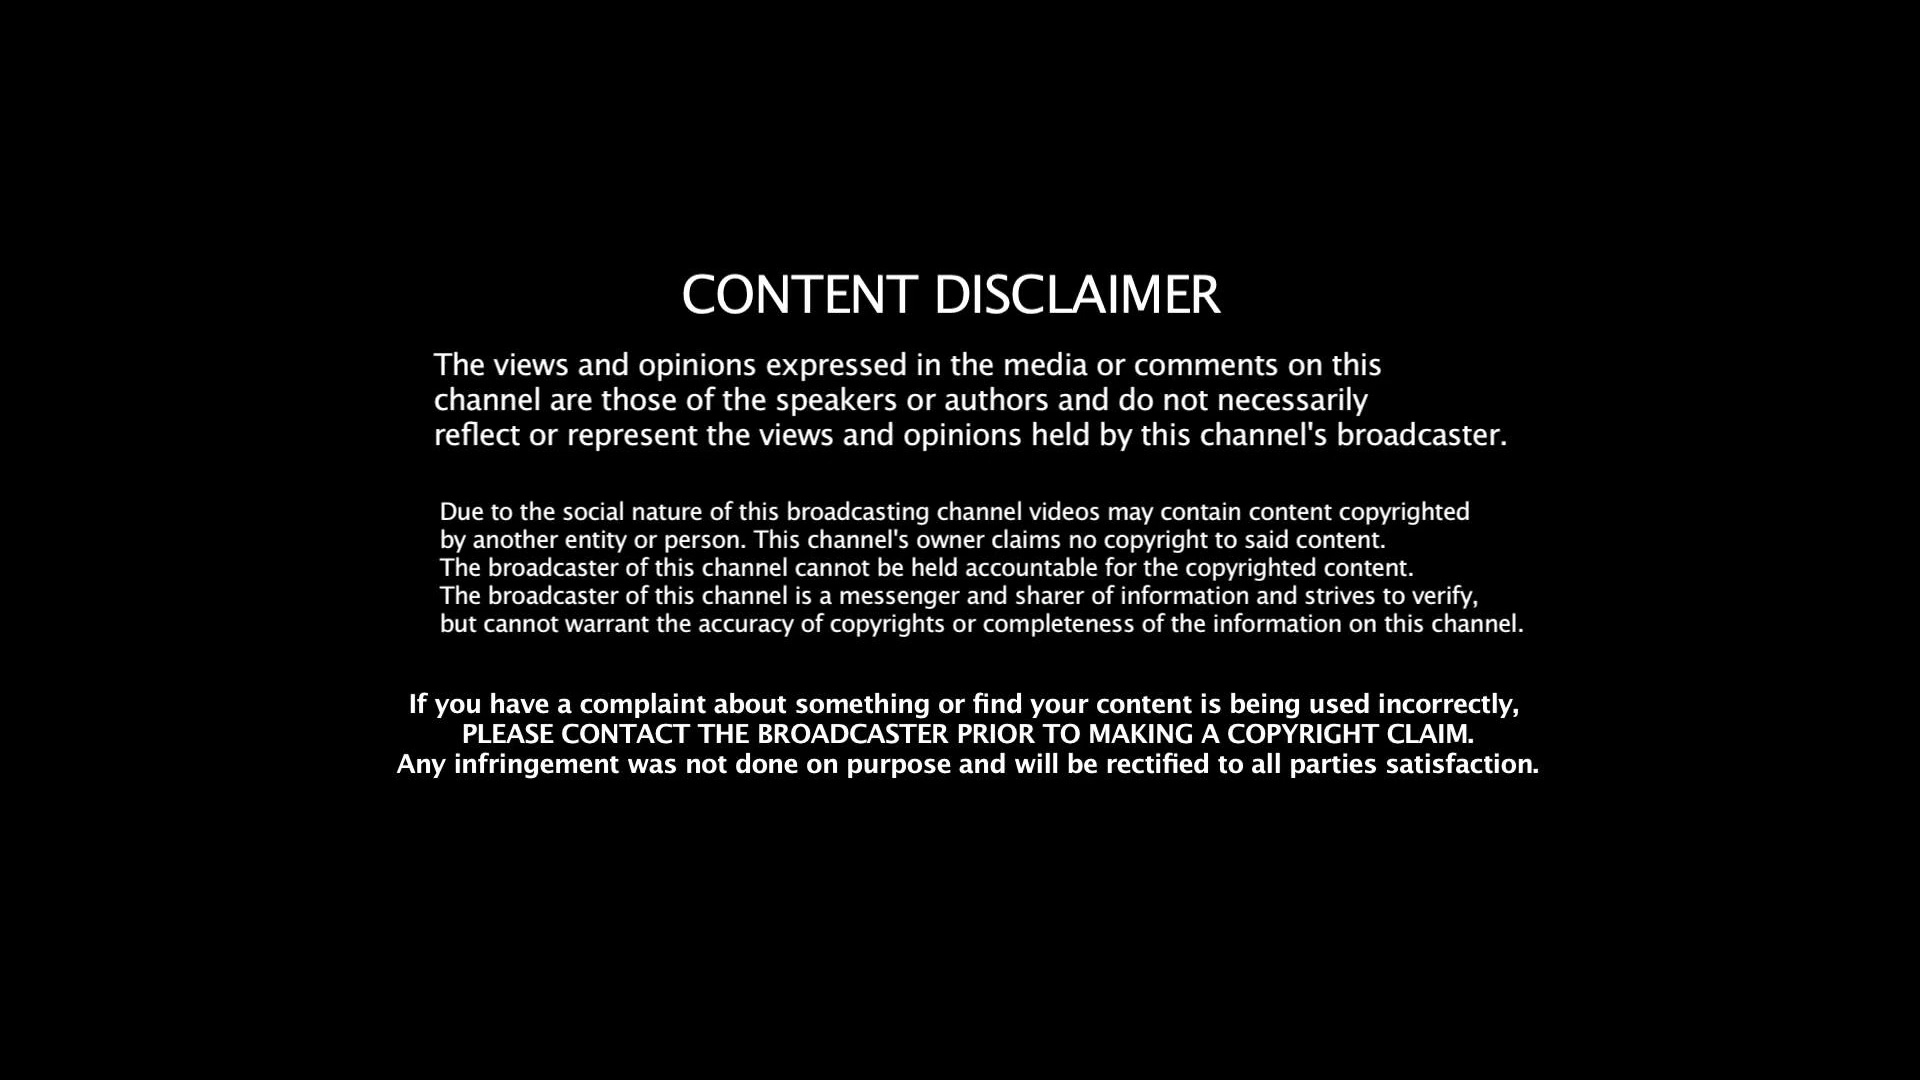 CONTENT DISCLAIMER
The views and opinions expressed in the media or comments on this
channel are those of the speakers or authors and do not necessarily
reflect or represent the views and opinions held by this channel's broadcaster.
Due to the social nature of this broadcasting channel videos may contain content copyrighted
by another entity or person. This channel's owner claims no copyright to said content.
The broadcaster of this channel cannot be held accountable for the copyrighted content.
The broadcaster of this channel is a messenger and sharer of information and strives to verify,
but cannot warrant the accuracy of copyrights or completeness of the information on this channel.
If you have a complaint about something or find your content is being used incorrectly,
PLEASE CONTACT THE BROADCASTER PRIOR TO MAKING A COPYRIGHT CLAIM.
Any infringement was not done on purpose and will be rectified to all parties satisfaction.